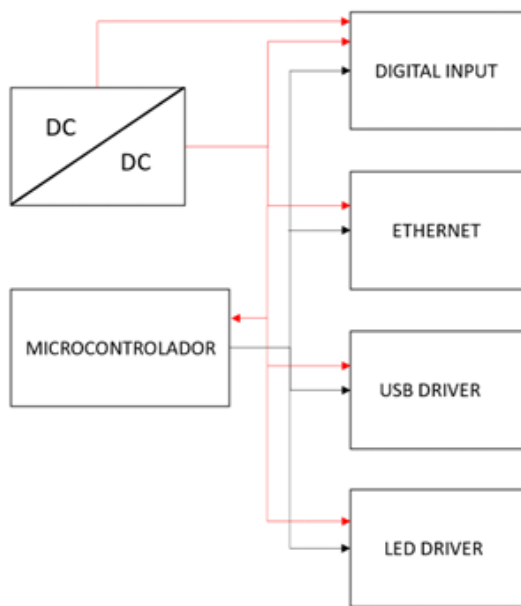 DIGITAL INPUT
DC
DC
ETHERNET
MICROCONTROLADOR
USB DRIVER
LED DRIVER